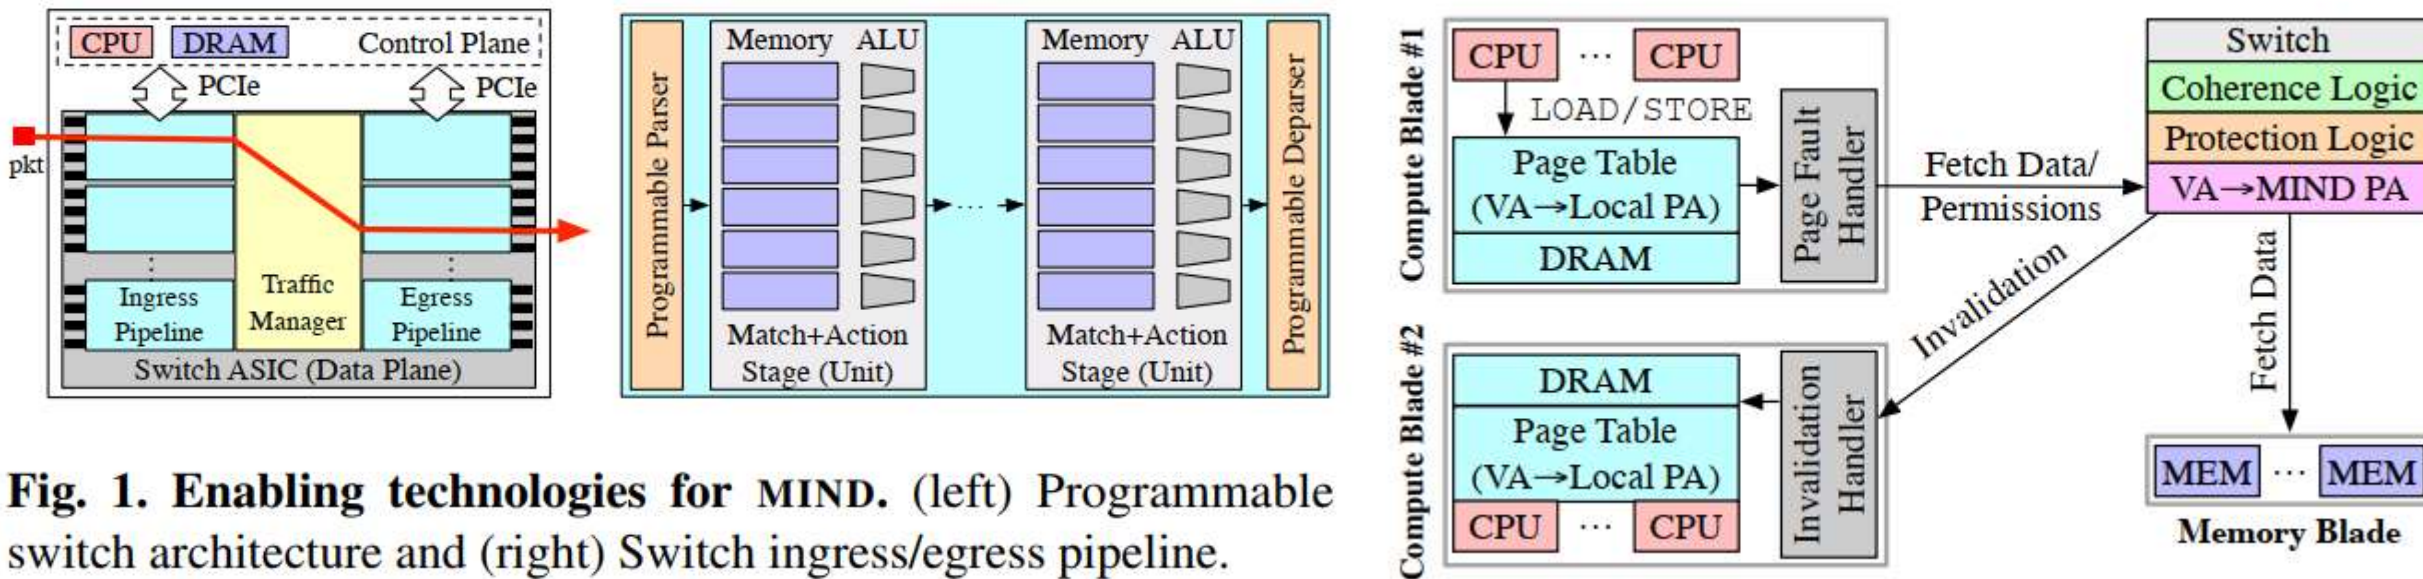 CPU DRAM Control Plane
PCIe PCIe
pkt
Ingress Pipeline
Traffic Manager
Egress Pipeline
Switch ASIC (Data Plane)
Programmable Parser
Memory ALU
Match+Action
Stage (Unit)
...
Memory ALU
Match+Action
Stage (Unit)
Programmable Deparser
Fig. 1. Enabling technologies for MIND. (left) Programmable
switch architecture and (right) Switch ingress/egress pipeline.
Compute Blade #1
CPU ... CPU
LOAD/STORE
Page Table
(VA→Local PA)
DRAM
Page Fault
Handler
Fetch Data/
Permissions
Switch
Coherence Logic
Protection Logic
VA→MIND PA
Invalidation
Fetch Data
Compute Blade #2
DRAM
Page Table
(VA→Local PA)
CPU ... CPU
Invalidation
Handler
MEM ... MEM
Memory Blade